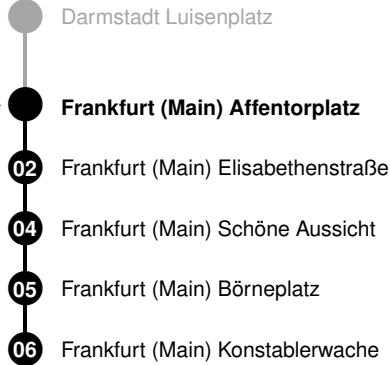 Darmstadt Luisenplatz
Frankfurt (Main) Affentorplatz
02 Frankfurt (Main) Elisabethenstraße
04 Frankfurt (Main) Schöne Aussicht
05 Frankfurt (Main) Börneplatz
06 Frankfurt (Main) Konstablerwache